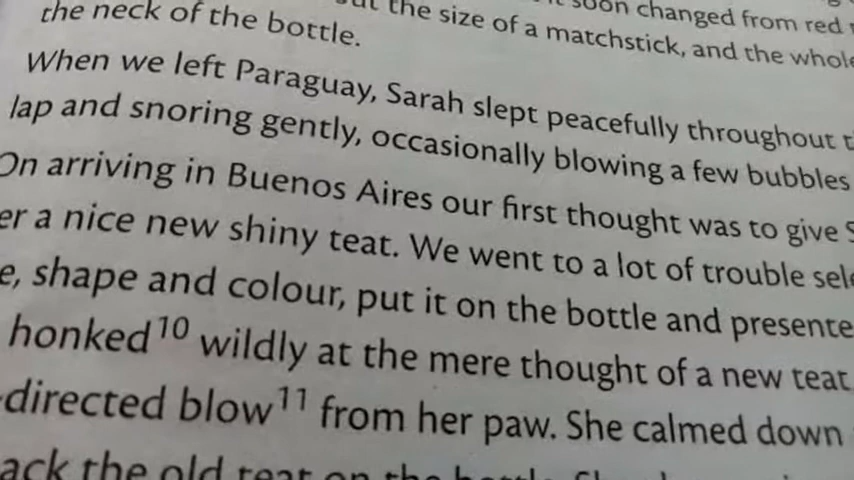 soon changed from red
the neck of the bottle. the size of a matchstick, and the whole
When we left Paraguay, Sarah slept peacefully throughout
lap and snoring gently, occasionally blowing a few bubbles
On arriving in Buenos Aires our first thought was to give S
er a nice new shiny teat. We went to a lot of trouble sele
e, shape and colour, put it on the bottle and presente
honked10 wildly at the mere thought of a new teat
-directed blow11 from her paw. She calmed down
ack the old teat on the bottle.